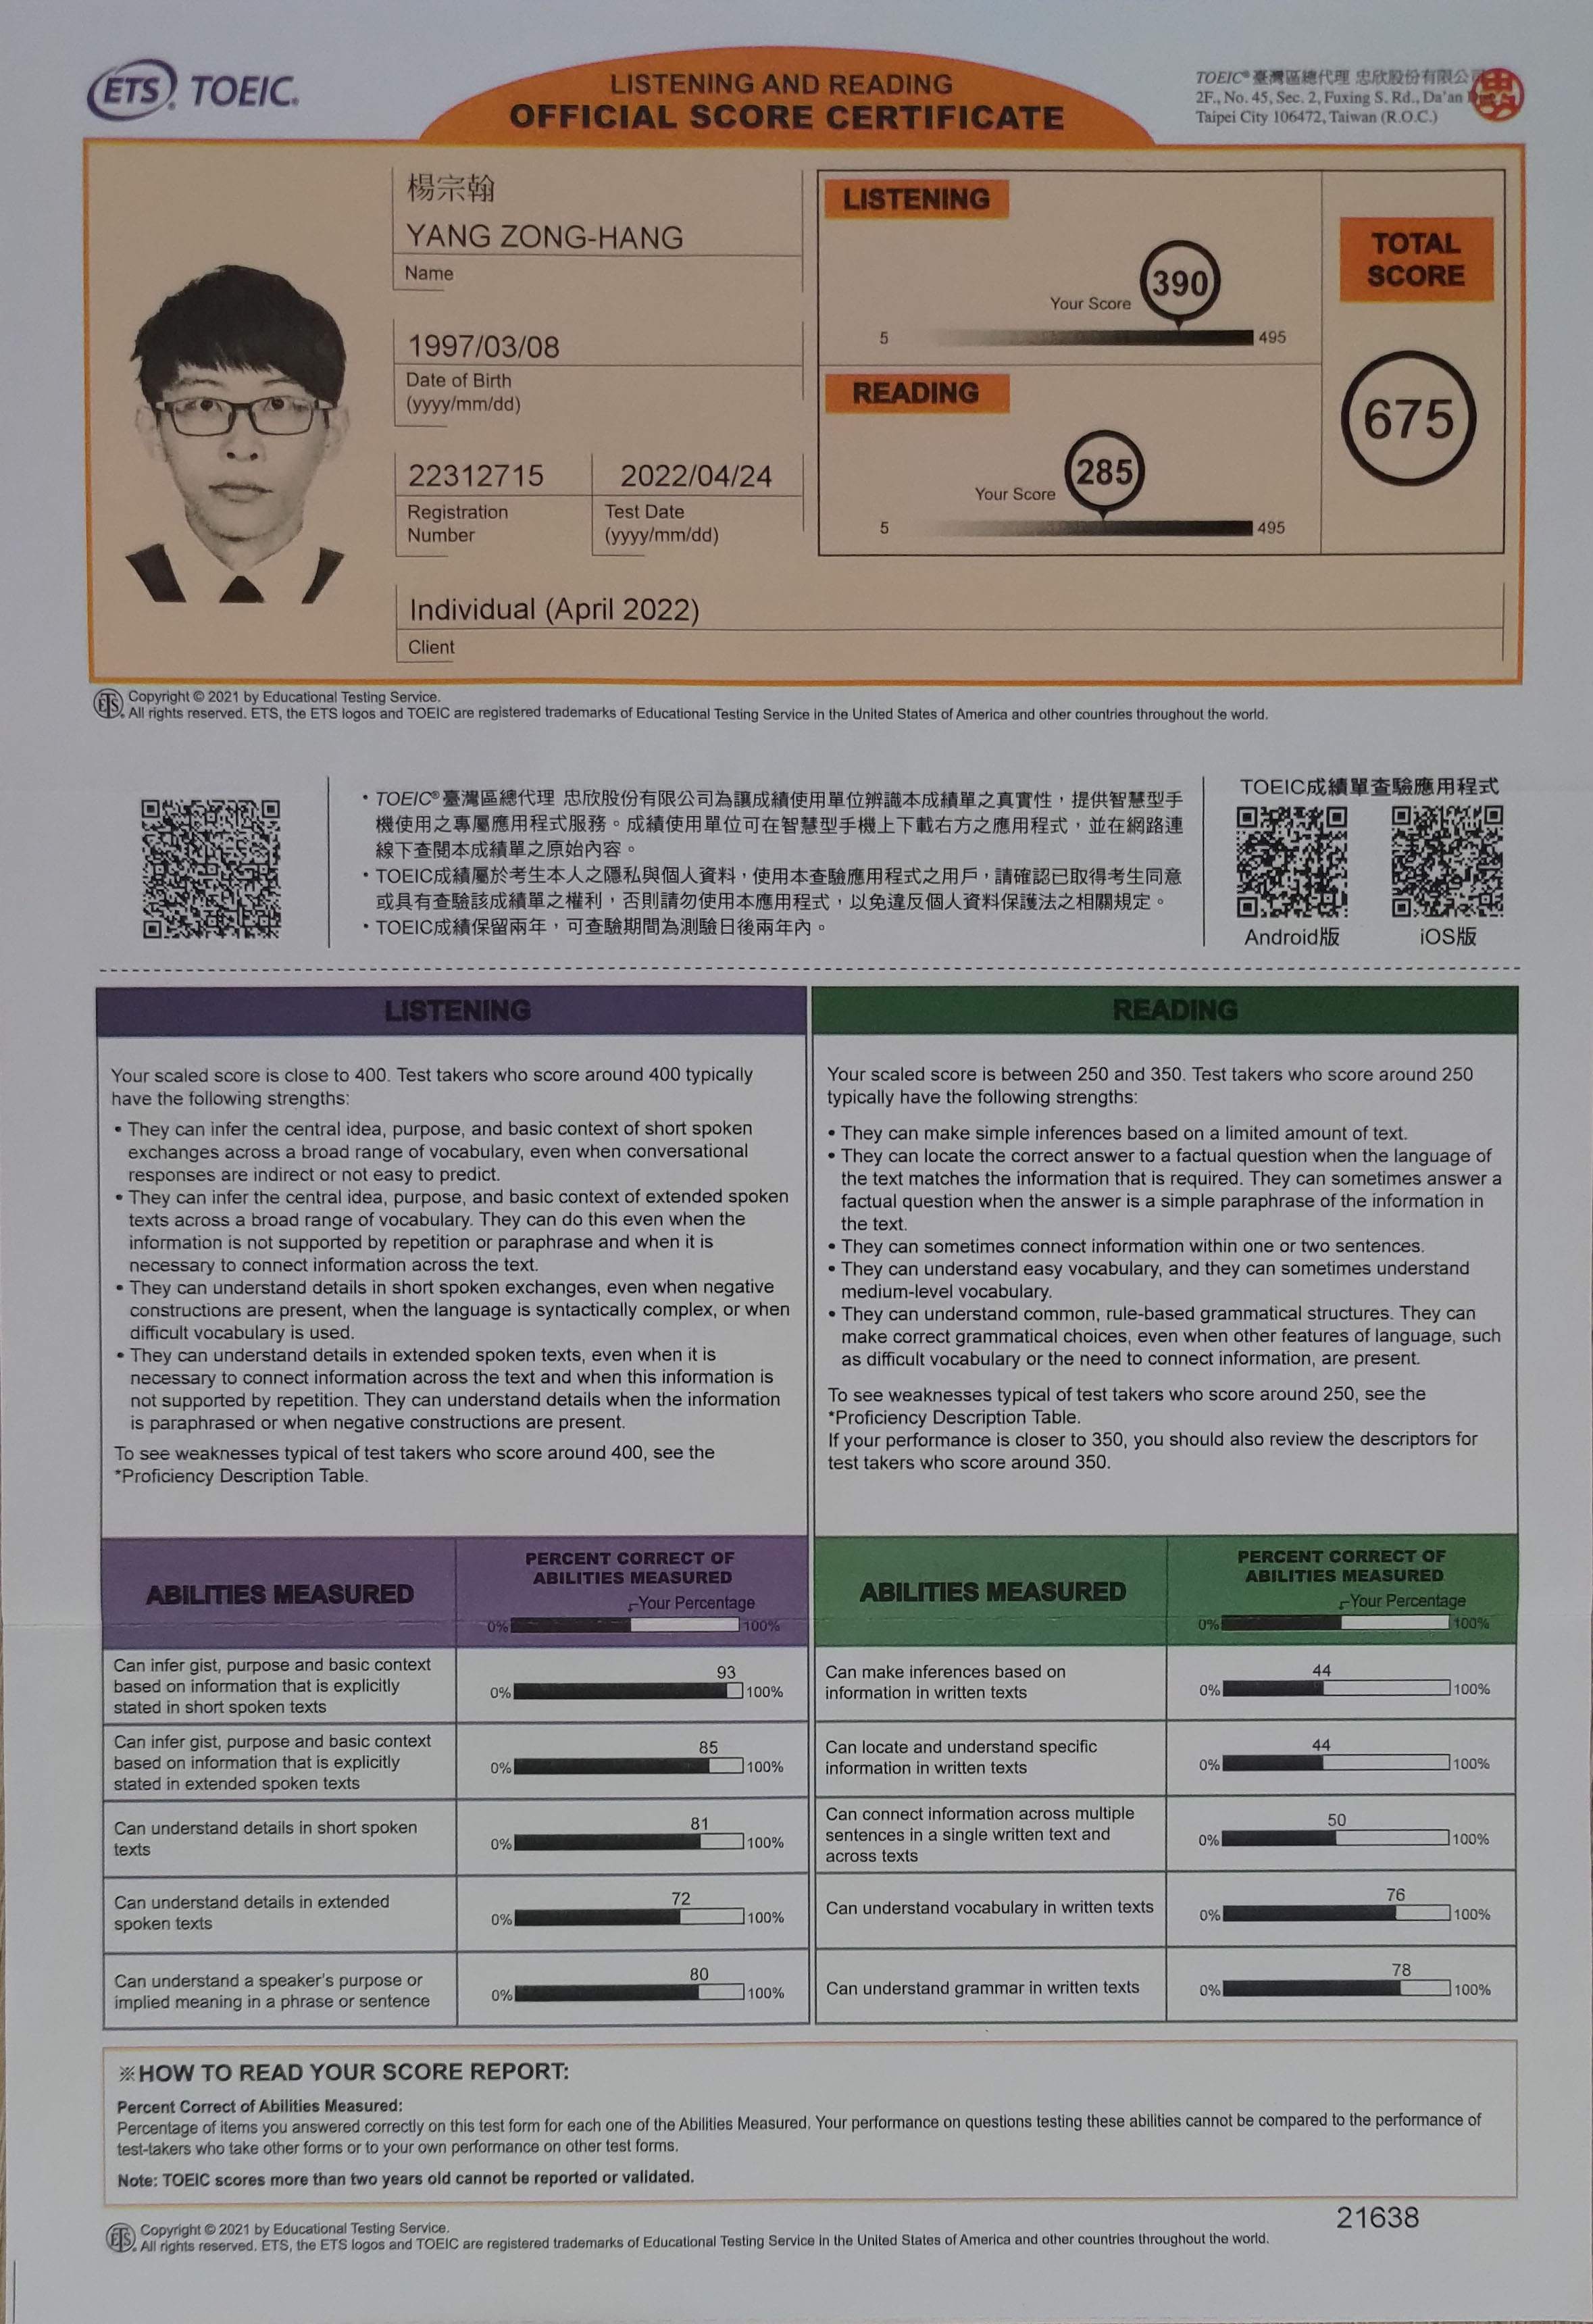 ETS® TOEIC®
LISTENING AND READING
OFFICIAL SCORE CERTIFICATE
TOEIC® 臺灣區總代理 忠欣股份有限公司
2F., No. 45, Sec. 2, Fuxing S. Rd., Da'an
Taipei City 106472, Taiwan (R.O.C.)
楊宗翰
YANG ZONG-HANG
Name
1997/03/08
Date of Birth
(yyyy/mm/dd)
22312715
Registration
Number
2022/04/24
Test Date
(yyyy/mm/dd)
Individual (April 2022)
Client
LISTENING
Your Score
390
5
495
READING
Your Score
285
5
495
TOTAL
SCORE
675
ETS® Copyright © 2021 by Educational Testing Service.
All rights reserved. ETS, the ETS logos and TOEIC are registered trademarks of Educational Testing Service in the United States of America and other countries throughout the world.
• TOEIC® 臺灣區總代理 忠欣股份有限公司為讓成績使用單位辨識本成績單之真實性，提供智慧型手
機使用之專屬應用程式服務。成績使用單位可在智慧型手機上下載右方之應用程式，並在網路連
線下查閱本成績單之原始內容。
• TOEIC成績屬於考生本人之隱私與個人資料，使用本查驗應用程式之用戶，請確認已取得考生同意
或具有查驗該成績單之權利，否則請勿使用本應用程式，以免違反個人資料保護法之相關規定。
• TOEIC成績保留兩年，可查驗期間為測驗日後兩年內。
TOEIC成績單查驗應用程式
Android版
iOS版
LISTENING
Your scaled score is close to 400. Test takers who score around 400 typically
have the following strengths:
• They can infer the central idea, purpose, and basic context of short spoken
exchanges across a broad range of vocabulary, even when conversational
responses are indirect or not easy to predict.
• They can infer the central idea, purpose, and basic context of extended spoken
texts across a broad range of vocabulary. They can do this even when the
information is not supported by repetition or paraphrase and when it is
necessary to connect information across the text.
• They can understand details in short spoken exchanges, even when negative
constructions are present, when the language is syntactically complex, or when
difficult vocabulary is used.
• They can understand details in extended spoken texts, even when it is
necessary to connect information across the text and when this information is
not supported by repetition. They can understand details when the information
is paraphrased or when negative constructions are present.
To see weaknesses typical of test takers who score around 400, see the
*Proficiency Description Table.
READING
Your scaled score is between 250 and 350. Test takers who score around 250
typically have the following strengths:
• They can make simple inferences based on a limited amount of text.
• They can locate the correct answer to a factual question when the language of
the text matches the information that is required. They can sometimes answer a
factual question when the answer is a simple paraphrase of the information in
the text.
• They can sometimes connect information within one or two sentences.
• They can understand easy vocabulary, and they can sometimes understand
medium-level vocabulary.
• They can understand common, rule-based grammatical structures. They can
make correct grammatical choices, even when other features of language, such
as difficult vocabulary or the need to connect information, are present.
To see weaknesses typical of test takers who score around 250, see the
*Proficiency Description Table.
If your performance is closer to 350, you should also review the descriptors for
test takers who score around 350.
ABILITIES MEASURED
PERCENT CORRECT OF
ABILITIES MEASURED
Your Percentage
0% 100%
Can infer gist, purpose and basic context
based on information that is explicitly
stated in short spoken texts
93
0% 100%
Can infer gist, purpose and basic context
based on information that is explicitly
stated in extended spoken texts
85
0% 100%
Can understand details in short spoken
texts
81
0% 100%
Can understand details in extended
spoken texts
72
0% 100%
Can understand a speaker's purpose or
implied meaning in a phrase or sentence
80
0% 100%
ABILITIES MEASURED
PERCENT CORRECT OF
ABILITIES MEASURED
Your Percentage
0% 100%
Can make inferences based on
information in written texts
44
0% 100%
Can locate and understand specific
information in written texts
44
0% 100%
Can connect information across multiple
sentences in a single written text and
across texts
50
0% 100%
Can understand vocabulary in written texts
76
0% 100%
Can understand grammar in written texts
78
0% 100%
※HOW TO READ YOUR SCORE REPORT:
Percent Correct of Abilities Measured:
Percentage of items you answered correctly on this test form for each one of the Abilities Measured. Your performance on questions testing these abilities cannot be compared to the performance of
test-takers who take other forms or to your own performance on other test forms.
Note: TOEIC scores more than two years old cannot be reported or validated.
21638
ETS® Copyright © 2021 by Educational Testing Service.
All rights reserved. ETS, the ETS logos and TOEIC are registered trademarks of Educational Testing Service in the United States of America and other countries throughout the world.